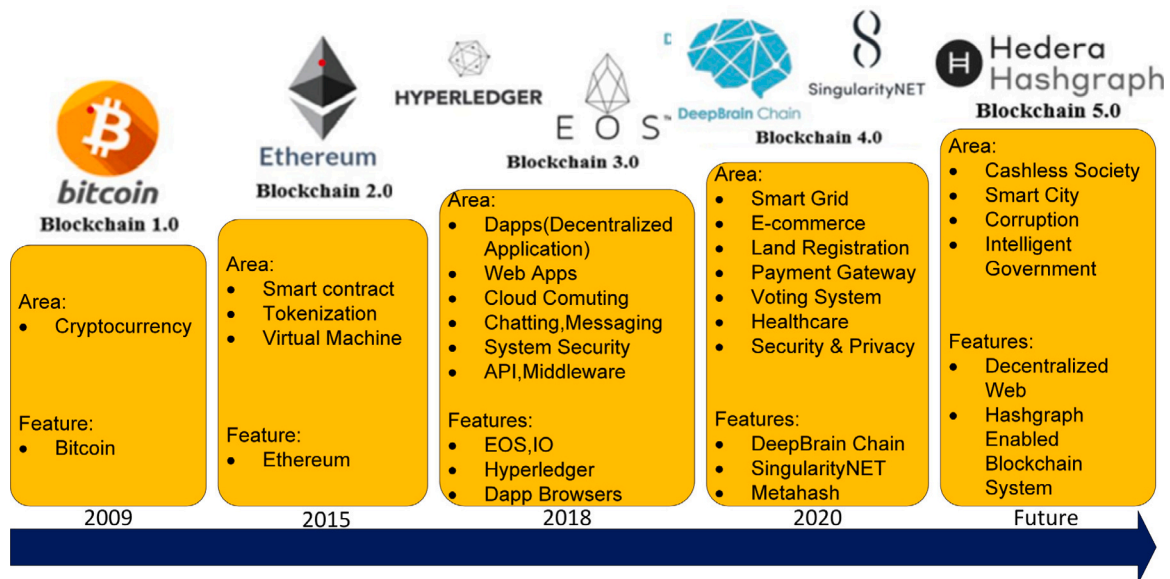 bitcoin
Blockchain 1.0
Area:
• Cryptocurrency
Feature:
• Bitcoin
2009
Ethereum
Blockchain 2.0
Area:
• Smart contract
• Tokenization
• Virtual Machine
Feature:
• Ethereum
2015
HYPERLEDGER
E O S™
Blockchain 3.0
Area:
• Dapps(Decentralized
Application)
• Web Apps
• Cloud Comuting
• Chatting,Messaging
• System Security
• API,Middleware
Features:
• EOS,IO
• Hyperledger
• Dapp Browsers
2018
DeepBrain Chain
SingularityNET
Blockchain 4.0
Area:
• Smart Grid
• E-commerce
• Land Registration
• Payment Gateway
• Voting System
• Healthcare
• Security & Privacy
Features:
• DeepBrain Chain
• SingularityNET
• Metahash
2020
H Hedera
Hashgraph
Blockchain 5.0
Area:
• Cashless Society
• Smart City
• Corruption
• Intelligent
Government
Features:
• Decentralized
Web
• Hashgraph
Enabled
Blockchain
System
Future